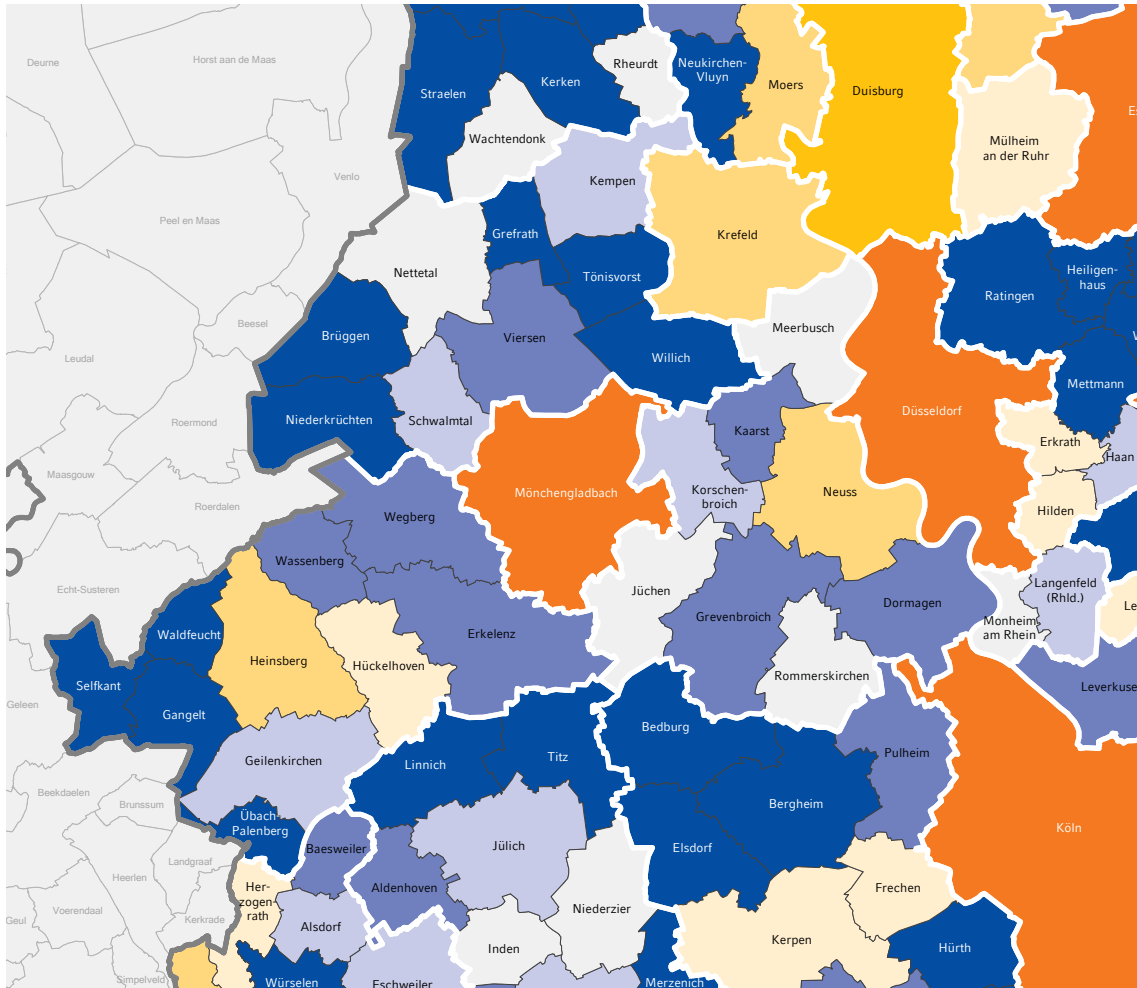 Deurne
Horst aan de Maas
Venlo
Peel en Maas
Beesel
Leudal
Roermond
Maasgouw
Roerdalen
Echt-Susteren
Geleen
Beekdaelen
Brunssum
Landgraaf
Heerlen
Voerendaal
Geul
Kerkrade
Simpelveld
Straelen
Kerken
Rheurdt
Neukirchen-
Vluyn
Moers
Duisburg
Es
Mülheim
an der Ruhr
Wachtendonk
Kempen
Krefeld
Grefrath
Nettetal
Tönisvorst
Ratingen
Heiligen-
haus
W
Brüggen
Viersen
Willich
Meerbusch
Mettmann
Niederkrüchten
Schwalmtal
Kaarst
Düsseldorf
Erkrath
Haan
Mönchengladbach
Korschen-
broich
Neuss
Hilden
Wegberg
Wassenberg
Jüchen
Grevenbroich
Dormagen
Langenfeld
(Rhld.)
Le
Monheim
am Rhein
Waldfeucht
Heinsberg
Hückelhoven
Erkelenz
Rommerskirchen
Leverkuse
Selfkant
Gangelt
Geilenkirchen
Linnich
Titz
Bedburg
Pulheim
Bergheim
Köln
Übach-
Palenberg
Baesweiler
Jülich
Elsdorf
Aldenhoven
Her-
zogen-
rath
Alsdorf
Niederzier
Frechen
Inden
Kerpen
Hürth
Würselen
Eschweiler
Merzenich